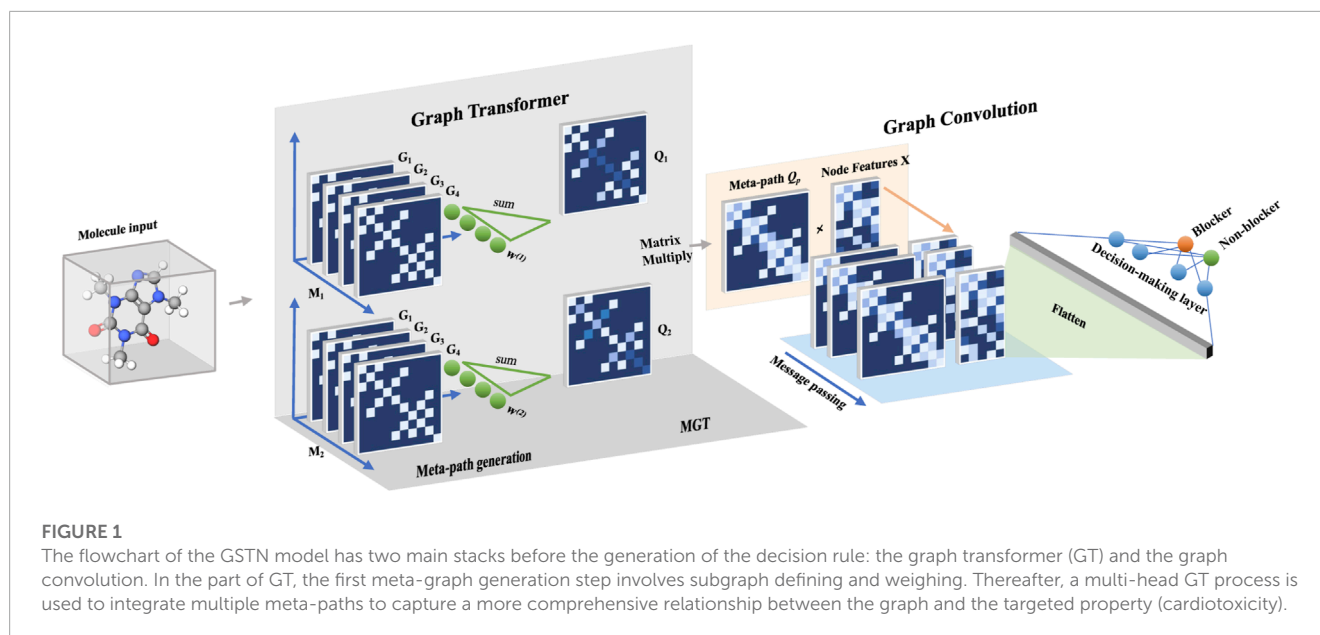 Graph Transformer
Graph Convolution
Molecule input
G1
G2
G3
G4
sum
W(1)
Q1
M1
G1
G2
G3
G4
sum
W(2)
Q2
M2
Meta-path generation
MGT
Matrix
Multiply
Meta-path Qp
×
Node Features X
Message passing
Flatten
Decision-making layer
Blocker
Non-blocker
FIGURE 1
The flowchart of the GSTN model has two main stacks before the generation of the decision rule: the graph transformer (GT) and the graph
convolution. In the part of GT, the first meta-graph generation step involves subgraph defining and weighing. Thereafter, a multi-head GT process is
used to integrate multiple meta-paths to capture a more comprehensive relationship between the graph and the targeted property (cardiotoxicity).